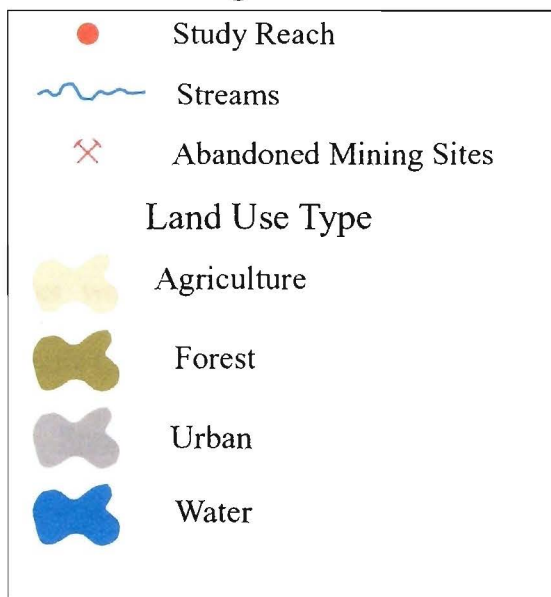 Study Reach
Streams
Abandoned Mining Sites
Land Use Type
Agriculture
Forest
Urban
Water